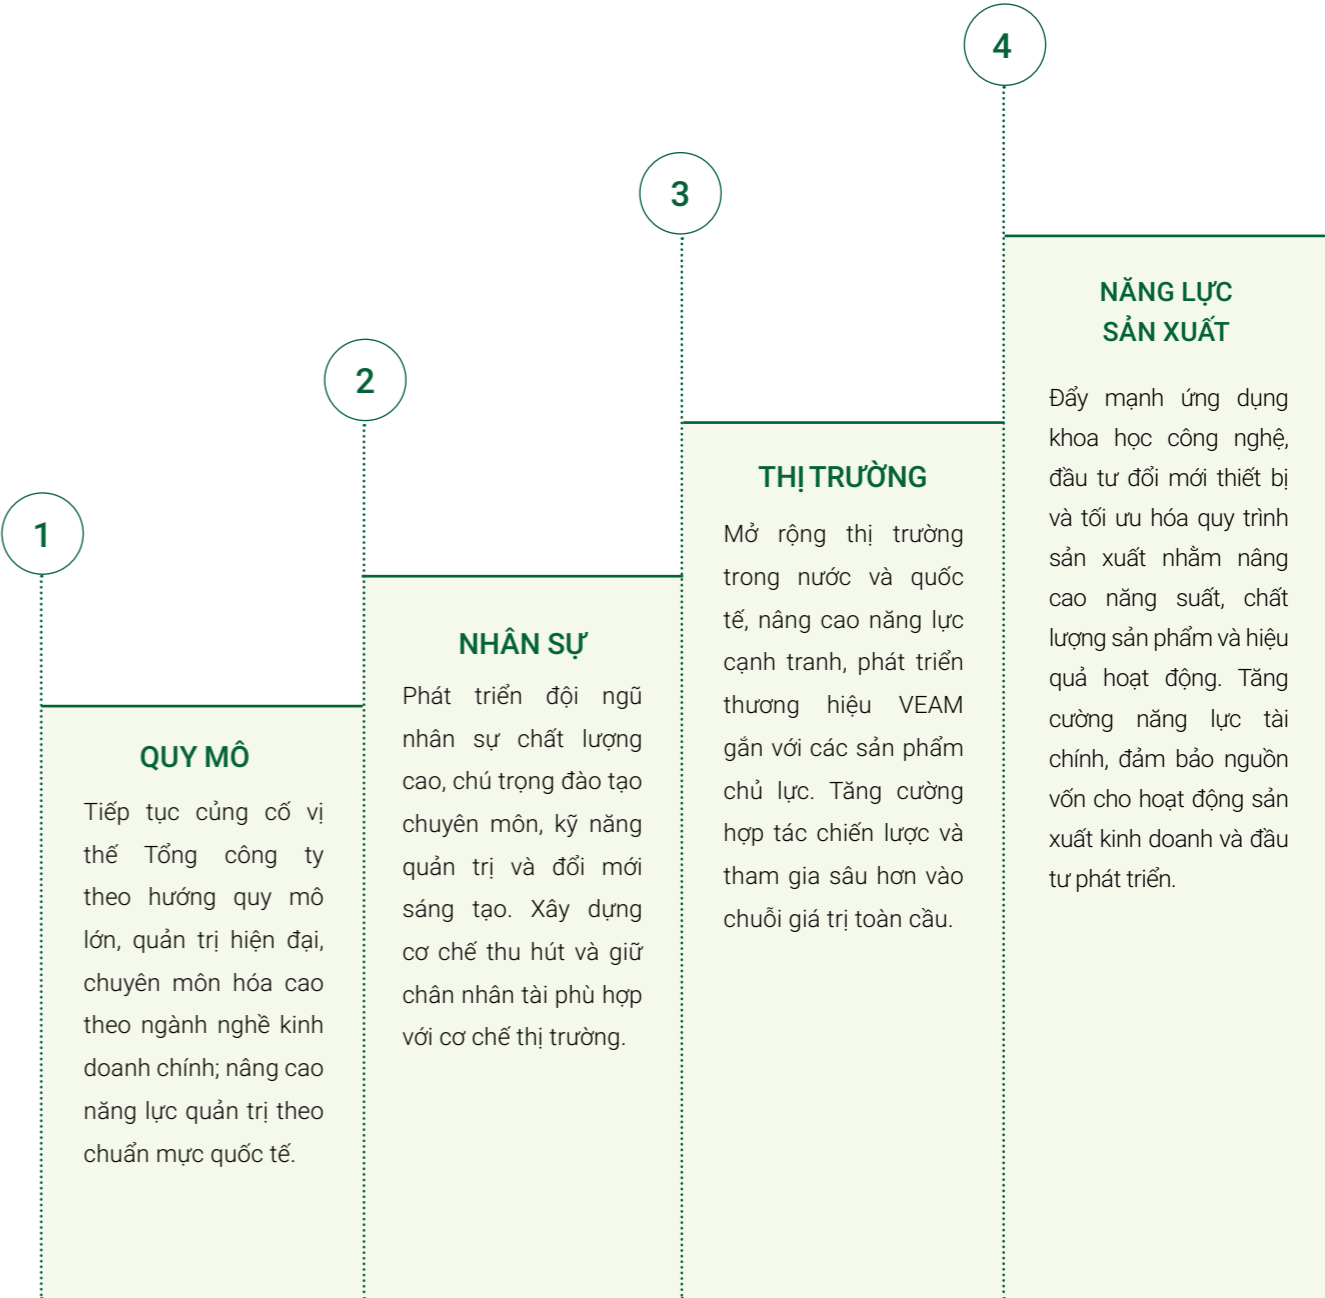 1
QUY MÔ
Tiếp tục củng cố vị
thế Tổng công ty
theo hướng quy mô
lớn, quản trị hiện đại,
chuyên môn hóa cao
theo ngành nghề kinh
doanh chính; nâng cao
năng lực quản trị theo
chuẩn mực quốc tế.
2
NHÂN SỰ
Phát triển đội ngũ
nhân sự chất lượng
cao, chú trọng đào tạo
chuyên môn, kỹ năng
quản trị và đổi mới
sáng tạo. Xây dựng
cơ chế thu hút và giữ
chân nhân tài phù hợp
với cơ chế thị trường.
3
THỊ TRƯỜNG
Mở rộng thị trường
trong nước và quốc
tế, nâng cao năng lực
cạnh tranh, phát triển
thương hiệu VEAM
gắn với các sản phẩm
chủ lực. Tăng cường
hợp tác chiến lược và
tham gia sâu hơn vào
chuỗi giá trị toàn cầu.
4
NĂNG LỰC
SẢN XUẤT
Đẩy mạnh ứng dụng
khoa học công nghệ,
đầu tư đổi mới thiết bị
và tối ưu hóa quy trình
sản xuất nhằm nâng
cao năng suất, chất
lượng sản phẩm và hiệu
quả hoạt động. Tăng
cường năng lực tài
chính, đảm bảo nguồn
vốn cho hoạt động sản
xuất kinh doanh và đầu
tư phát triển.